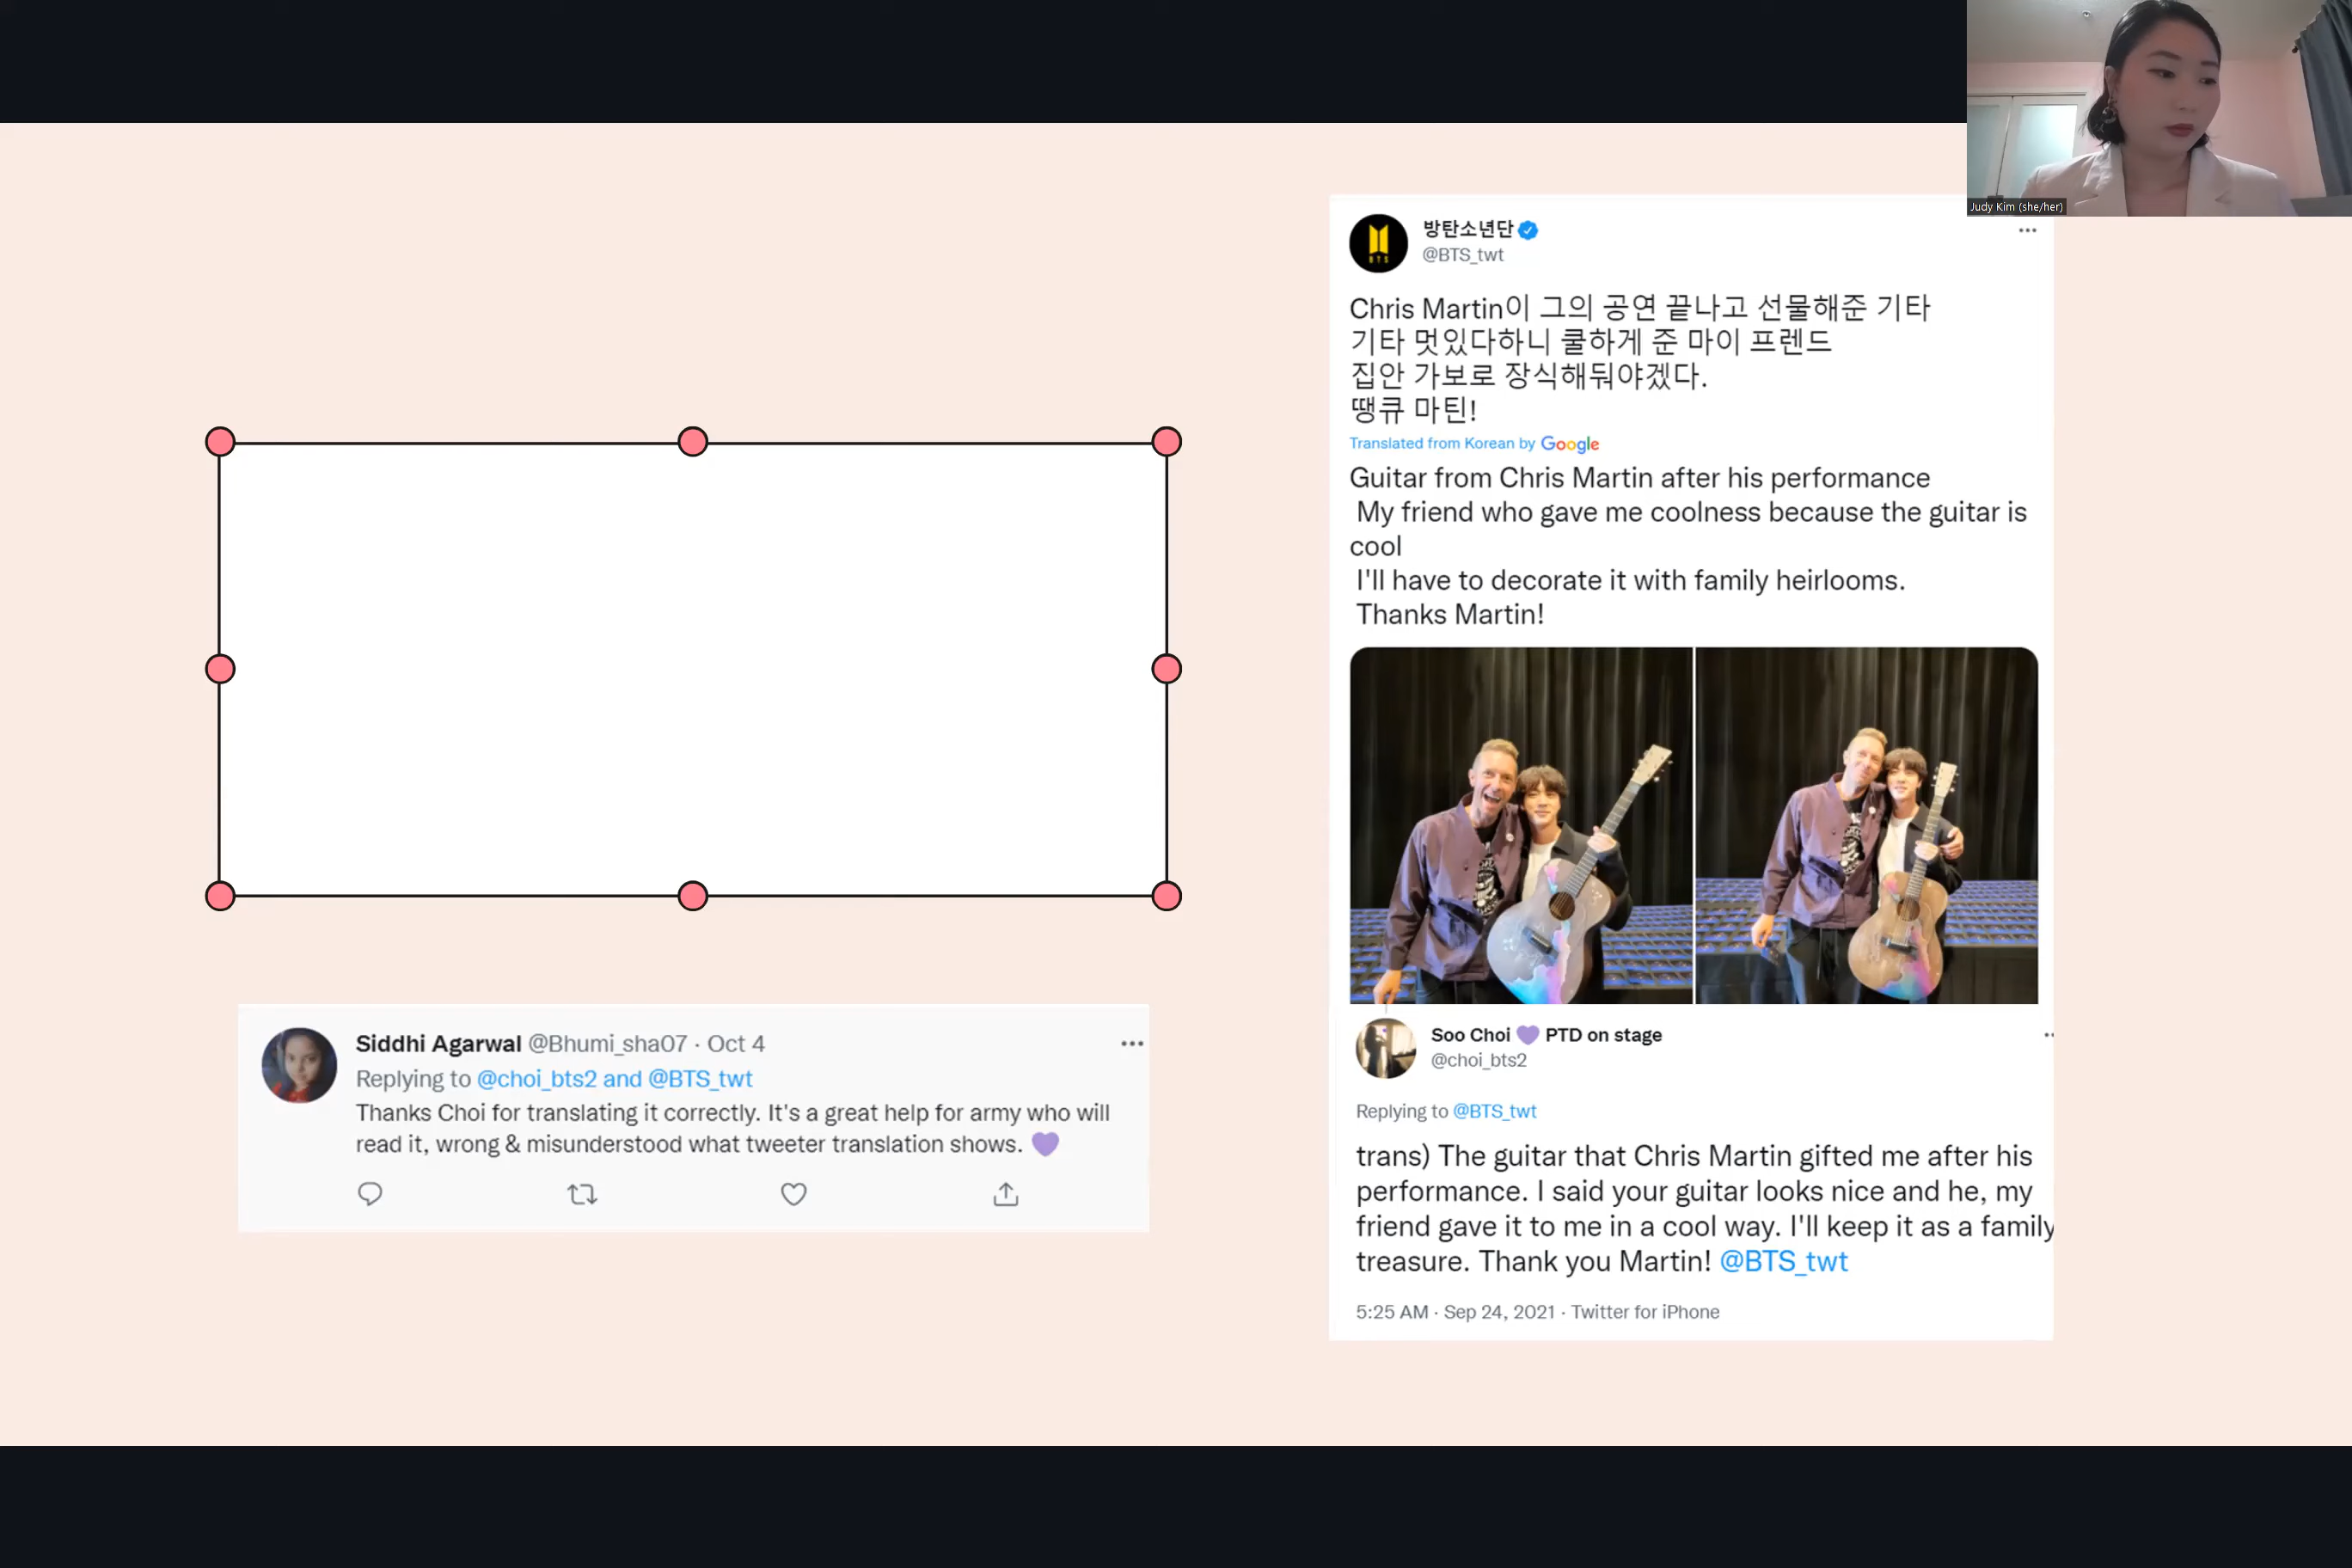 Judy Kim (she/her)
방탄소년단
@BTS_twt
BTS
Chris Martin이 그의 공연 끝나고 선물해준 기타
기타 멋있다하니 쿨하게 준 마이 프렌드
집안 가보로 장식해둬야겠다.
땡큐 마틴!
Translated from Korean by Google
Guitar from Chris Martin after his performance
My friend who gave me coolness because the guitar is
cool
I'll have to decorate it with family heirlooms.
Thanks Martin!
Siddhi Agarwal @Bhumi_sha07 · Oct 4
Replying to @choi_bts2 and @BTS_twt
Thanks Choi for translating it correctly. It's a great help for army who will
read it, wrong & misunderstood what tweeter translation shows. 💜
Soo Choi 💜 PTD on stage
@choi_bts2
Replying to @BTS_twt
trans) The guitar that Chris Martin gifted me after his
performance. I said your guitar looks nice and he, my
friend gave it to me in a cool way. I'll keep it as a family
treasure. Thank you Martin! @BTS_twt
5:25 AM · Sep 24, 2021 · Twitter for iPhone